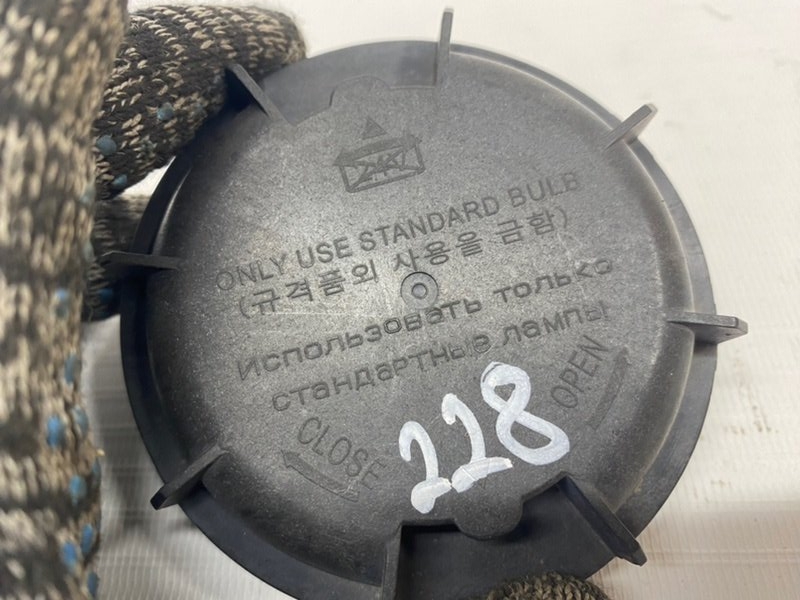 ONLY USE STANDARD BULB
(규격품외 사용을 금함)
Использовать только
стандартные лампы
CLOSE
OPEN
228